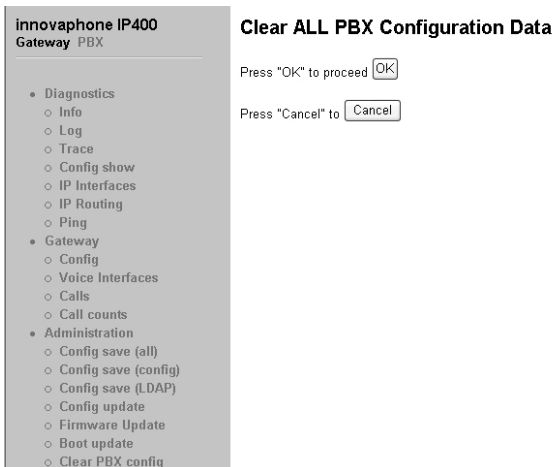 innovaphone IP400
Gateway PBX
Diagnostics
Info
Log
Trace
Config show
IP Interfaces
IP Routing
Ping
Gateway
Config
Voice Interfaces
Calls
Call counts
Administration
Config save (all)
Config save (config)
Config save (LDAP)
Config update
Firmware Update
Boot update
Clear PBX config
Clear ALL PBX Configuration Data
Press "OK" to proceed OK
Press "Cancel" to Cancel